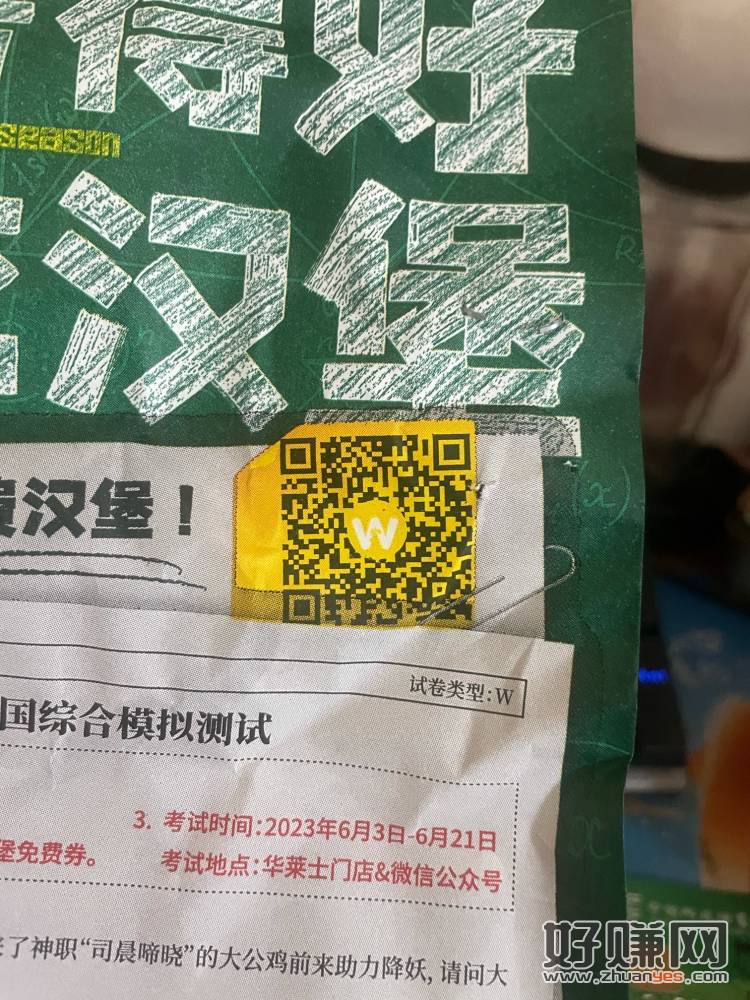 待好
season
汉堡
汉堡！
W
试卷类型:W
国综合模拟测试
3. 考试时间:2023年6月3日-6月21日
堡免费券。
考试地点:华莱士门店&微信公众号
来了神职“司晨啼晓”的大公鸡前来助力降妖,请问大
好赚网
www.zhuanyes.com